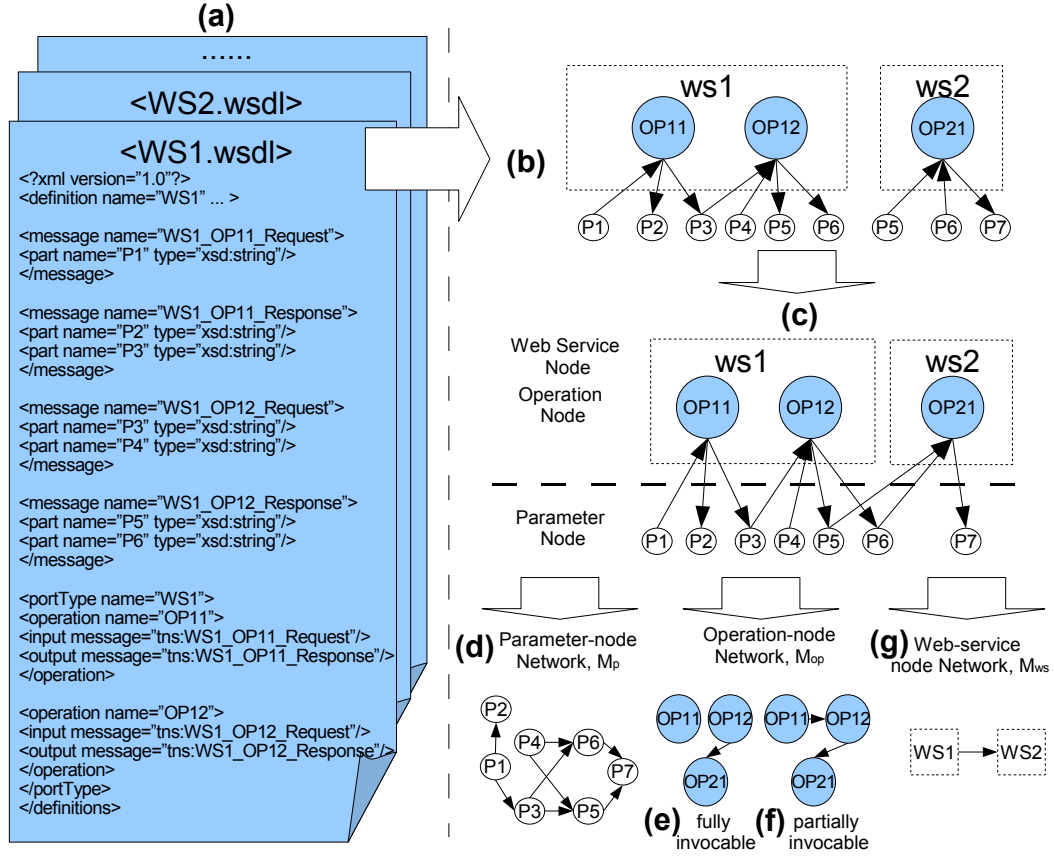 (a)
......
<WS2.wsdl>
<WS1.wsdl>
<?xml version=”1.0”?>
<definition name=”WS1” ... >
<message name=”WS1_OP11_Request”>
<part name=”P1” type=”xsd:string”/>
</message>
<message name=”WS1_OP11_Response”>
<part name=”P2” type=”xsd:string”/>
<part name=”P3” type=”xsd:string”/>
</message>
<message name=”WS1_OP12_Request”>
<part name=”P3” type=”xsd:string”/>
<part name=”P4” type=”xsd:string”/>
</message>
<message name=”WS1_OP12_Response”>
<part name=”P5” type=”xsd:string”/>
<part name=”P6” type=”xsd:string”/>
</message>
<portType name=”WS1”>
<operation name=”OP11”>
<input message=”tns:WS1_OP11_Request”/>
<output message=”tns:WS1_OP11_Response”/>
</operation>
<operation name=”OP12”>
<input message=”tns:WS1_OP12_Request”/>
<output message=”tns:WS1_OP12_Response”/>
</operation>
</portType>
</definitions>
(b)
ws1 ws2
OP11 OP12 OP21
P1 P2 P3 P4 P5 P6 P5 P6 P7
(c)
Web Service
Node
Operation
Node
ws1 ws2
OP11 OP12 OP21
Parameter
Node
P1 P2 P3 P4 P5 P6 P7
(d)
Parameter-node
Network, Mp
P2
P4 P6
P1 P7
P3 P5
Operation-node
Network, Mop
OP11 OP12
OP21
(e)
fully
invocable
OP11 OP12
OP21
(f)
partially
invocable
(g)
Web-service
node Network, Mws
WS1 WS2